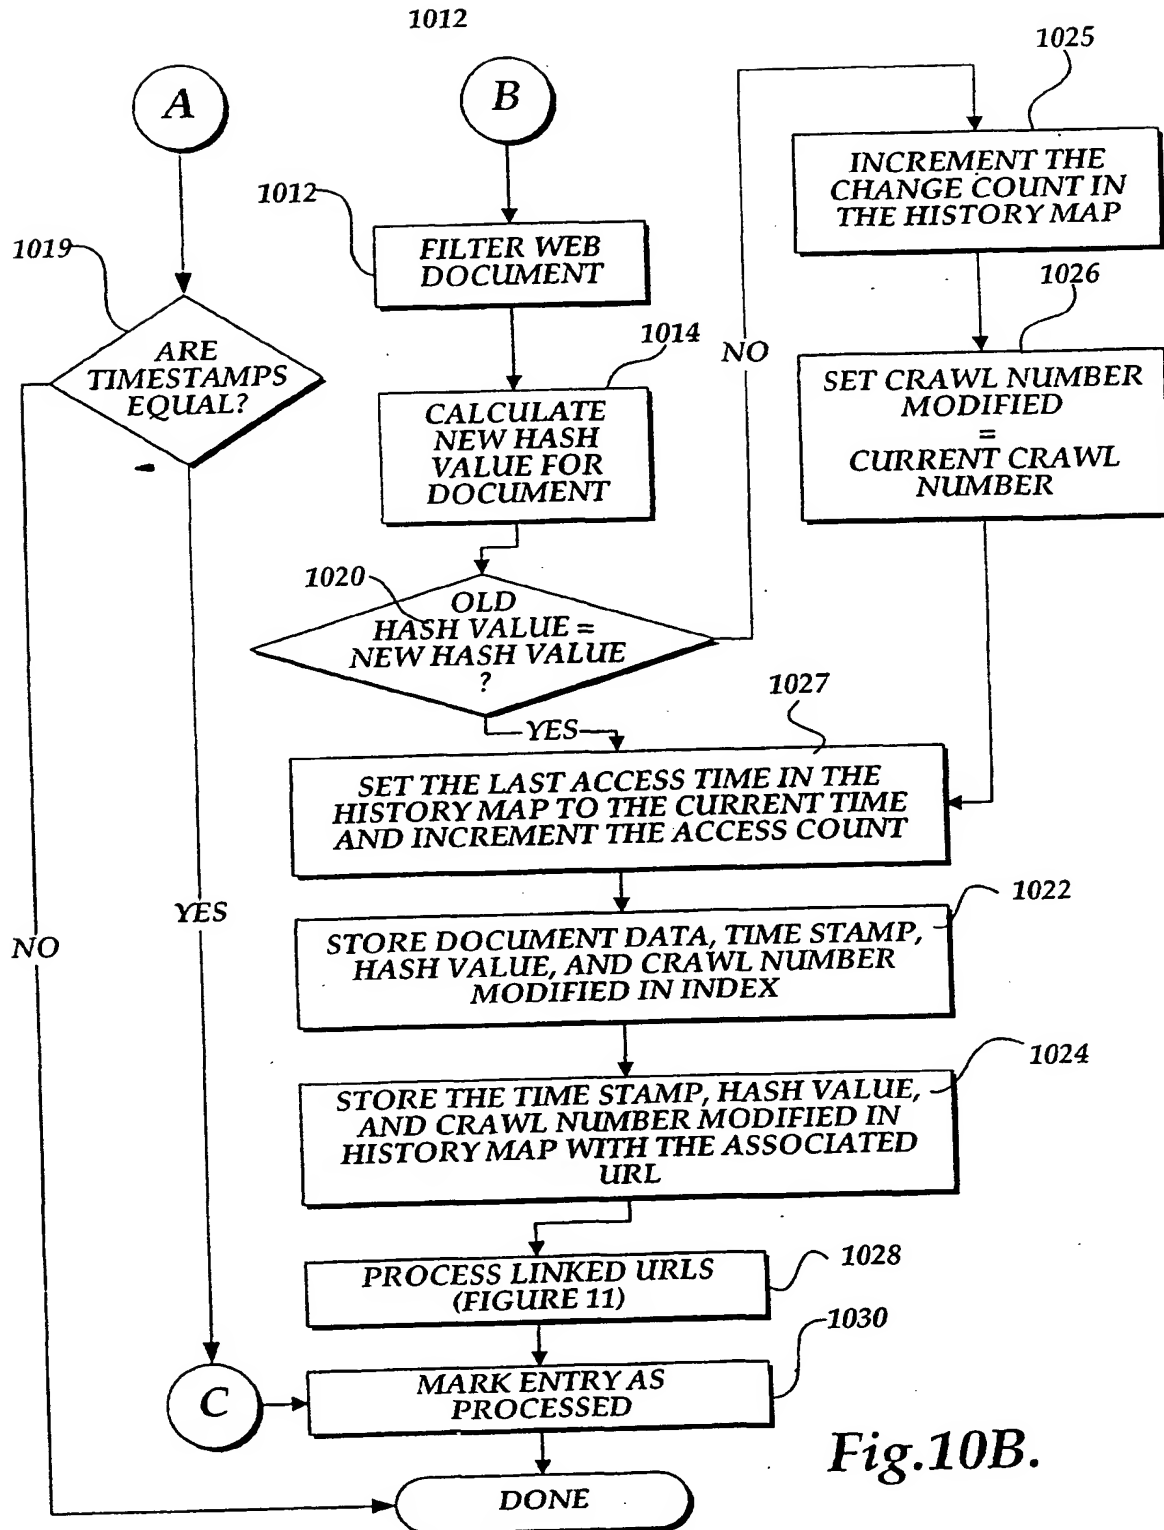 1012
A
B
1025
INCREMENT THE
CHANGE COUNT IN
THE HISTORY MAP
1012
FILTER WEB
DOCUMENT
1019
ARE
TIMESTAMPS
EQUAL?
1026
SET CRAWL NUMBER
MODIFIED
=
CURRENT CRAWL
NUMBER
1014
NO
CALCULATE
NEW HASH
VALUE FOR
DOCUMENT
1020
OLD
HASH VALUE =
NEW HASH VALUE
?
YES
1027
SET THE LAST ACCESS TIME IN THE
HISTORY MAP TO THE CURRENT TIME
AND INCREMENT THE ACCESS COUNT
YES
NO
1022
STORE DOCUMENT DATA, TIME STAMP,
HASH VALUE, AND CRAWL NUMBER
MODIFIED IN INDEX
1024
STORE THE TIME STAMP, HASH VALUE,
AND CRAWL NUMBER MODIFIED IN
HISTORY MAP WITH THE ASSOCIATED
URL
1028
PROCESS LINKED URLS
(FIGURE 11)
1030
C
MARK ENTRY AS
PROCESSED
DONE
Fig.10B.